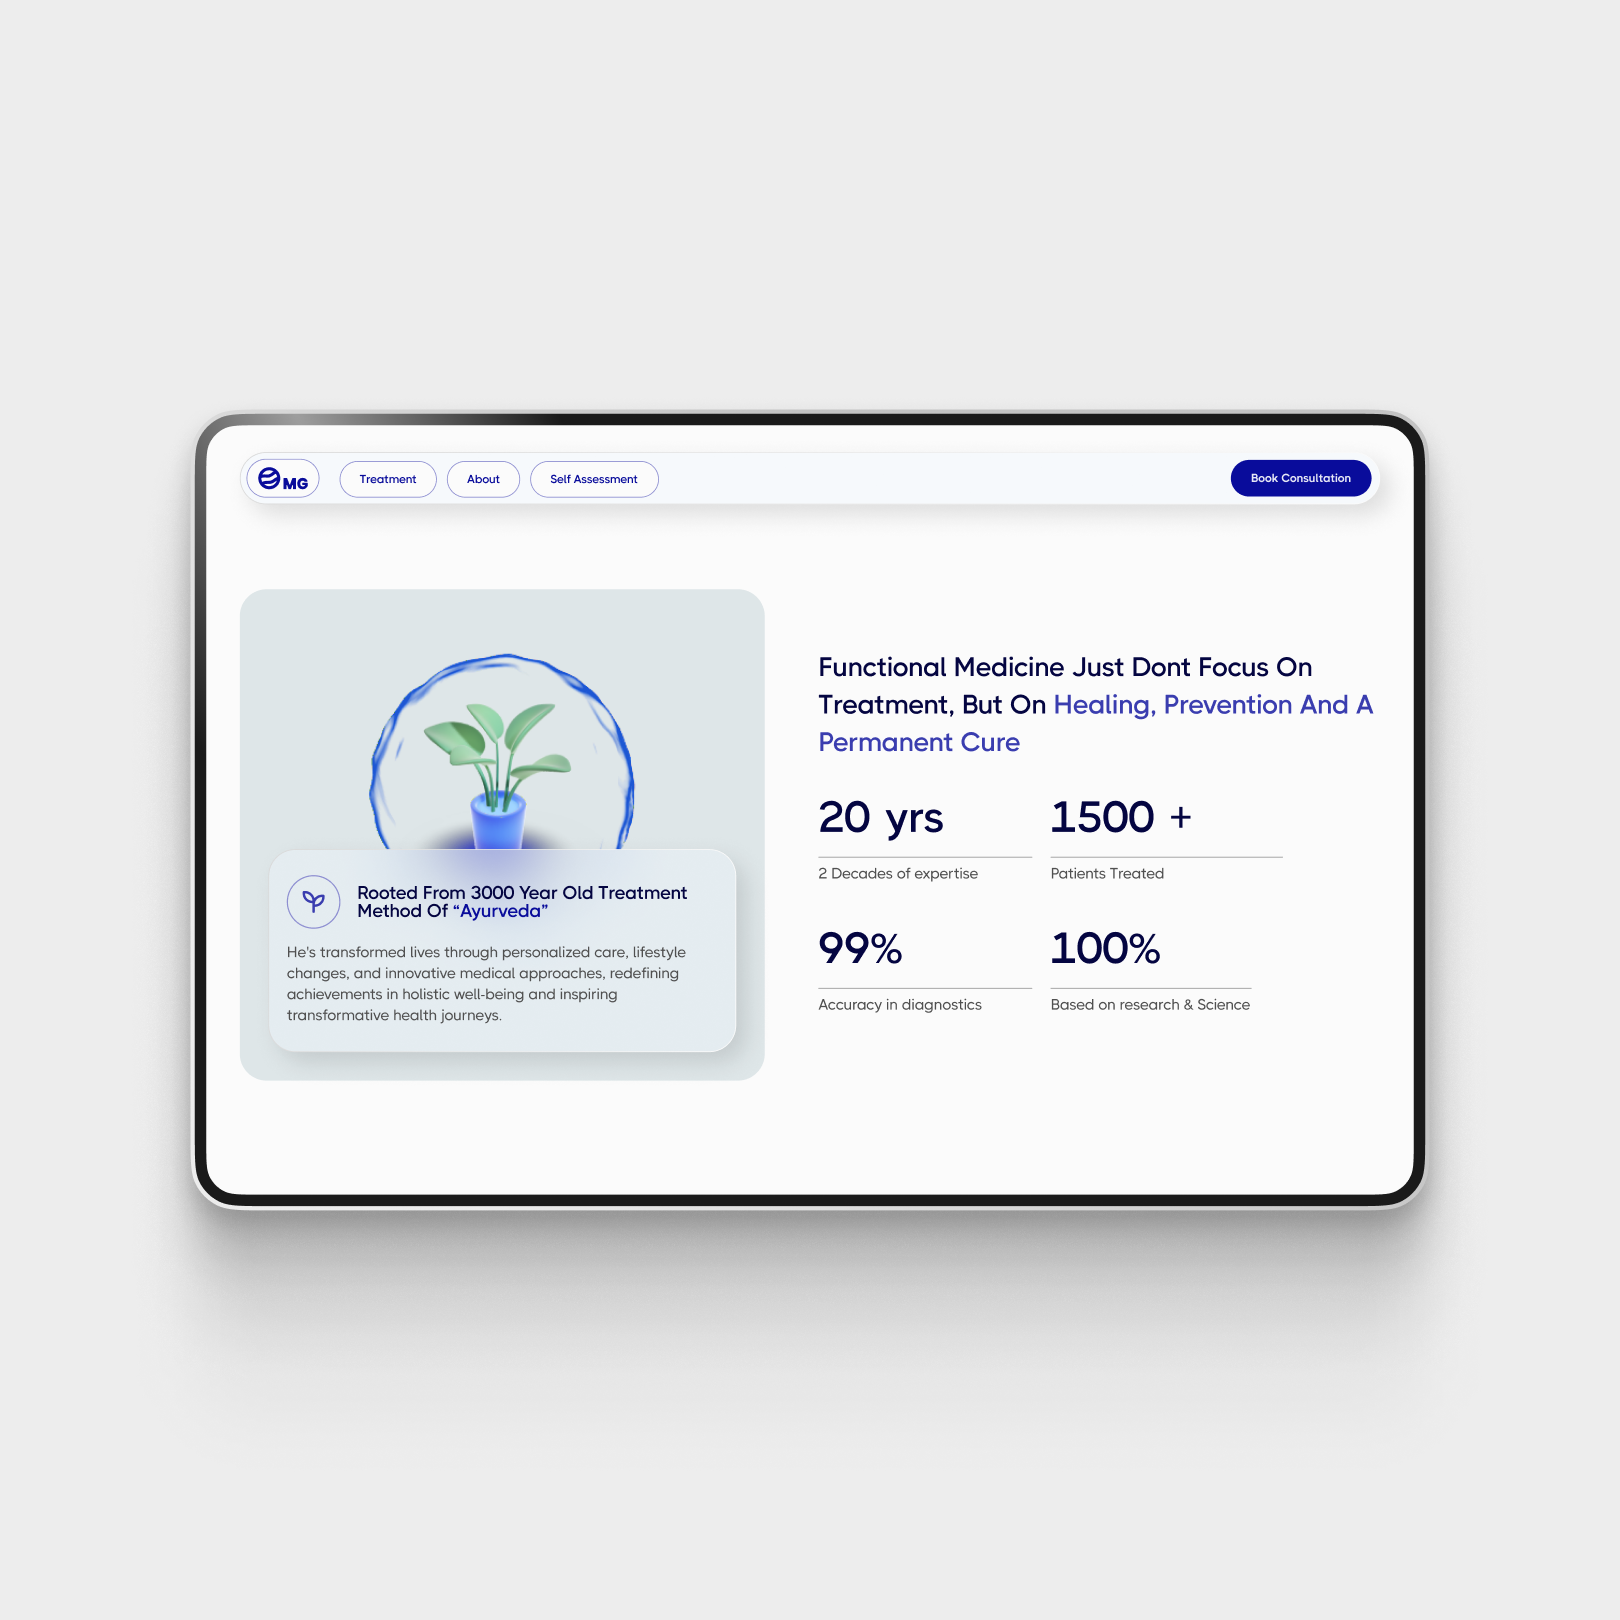 MG
Treatment
About
Self Assessment
Book Consultation
Rooted From 3000 Year Old Treatment
Method Of “Ayurveda”
He's transformed lives through personalized care, lifestyle
changes, and innovative medical approaches, redefining
achievements in holistic well-being and inspiring
transformative health journeys.
Functional Medicine Just Dont Focus On
Treatment, But On Healing, Prevention And A
Permanent Cure
20 yrs
2 Decades of expertise
1500 +
Patients Treated
99%
Accuracy in diagnostics
100%
Based on research & Science